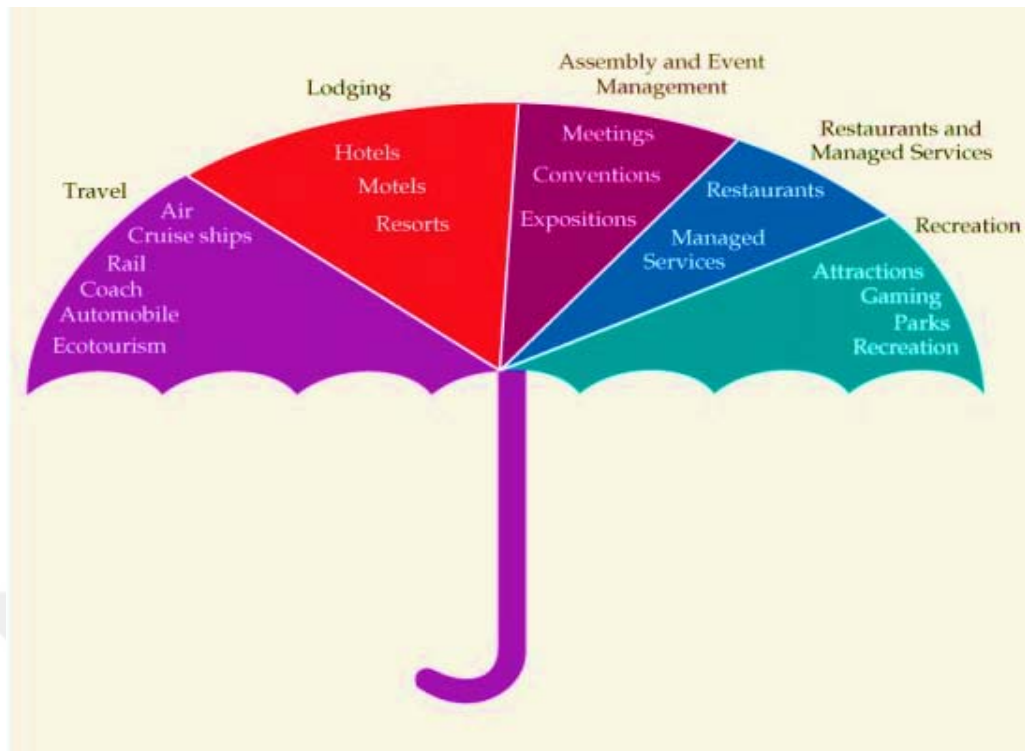 Travel
Air
Cruise ships
Rail
Coach
Automobile
Ecotourism
Lodging
Hotels
Motels
Resorts
Assembly and Event
Management
Meetings
Conventions
Expositions
Restaurants and
Managed Services
Restaurants
Managed
Services
Recreation
Attractions
Gaming
Parks
Recreation